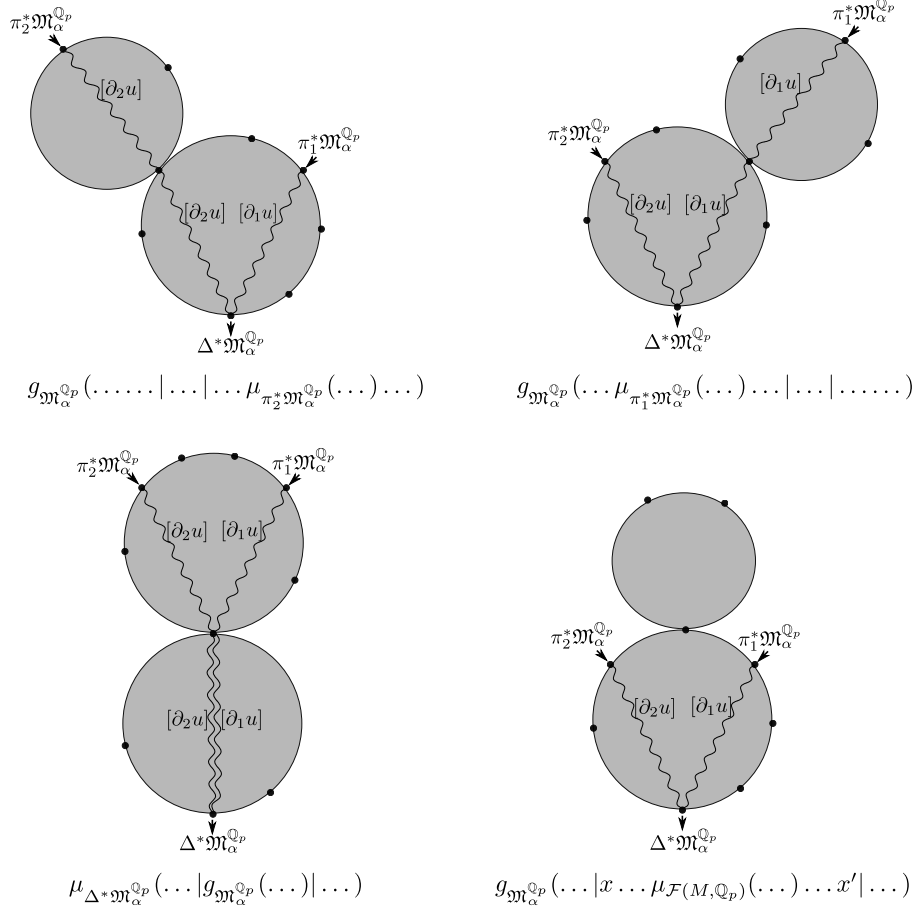 π₂*𝔐_α^{ℚ_p}
[∂₂u]
π₁*𝔐_α^{ℚ_p}
[∂₂u] [∂₁u]
Δ*𝔐_α^{ℚ_p}
g_{𝔐_α^{ℚ_p}}(......|...|...μ_{π₂*𝔐_α^{ℚ_p}}(...)...)
π₁*𝔐_α^{ℚ_p}
[∂₁u]
π₂*𝔐_α^{ℚ_p}
[∂₂u] [∂₁u]
Δ*𝔐_α^{ℚ_p}
g_{𝔐_α^{ℚ_p}}(...μ_{π₁*𝔐_α^{ℚ_p}}(...)...|...|......)
π₂*𝔐_α^{ℚ_p} π₁*𝔐_α^{ℚ_p}
[∂₂u] [∂₁u]
[∂₂u] [∂₁u]
Δ*𝔐_α^{ℚ_p}
μ_{Δ*𝔐_α^{ℚ_p}}(...|g_{𝔐_α^{ℚ_p}}(...)|...)
π₂*𝔐_α^{ℚ_p} π₁*𝔐_α^{ℚ_p}
[∂₂u] [∂₁u]
Δ*𝔐_α^{ℚ_p}
g_{𝔐_α^{ℚ_p}}(...|x...μ_{ℱ(M,ℚ_p)}(...)...x′|...)